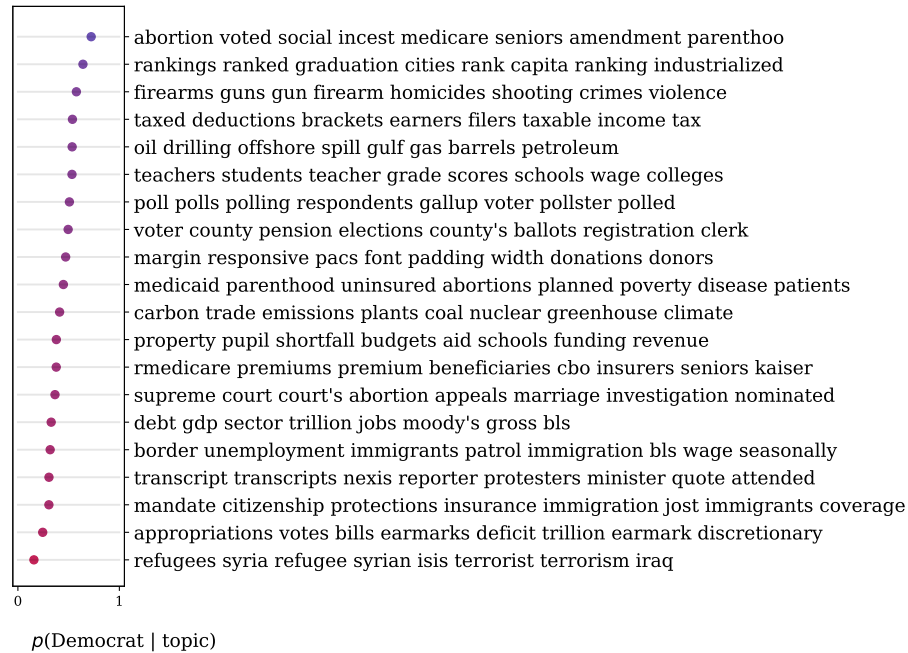 abortion voted social incest medicare seniors amendment parenthoo
rankings ranked graduation cities rank capita ranking industrialized
firearms guns gun firearm homicides shooting crimes violence
taxed deductions brackets earners filers taxable income tax
oil drilling offshore spill gulf gas barrels petroleum
teachers students teacher grade scores schools wage colleges
poll polls polling respondents gallup voter pollster polled
voter county pension elections county's ballots registration clerk
margin responsive pacs font padding width donations donors
medicaid parenthood uninsured abortions planned poverty disease patients
carbon trade emissions plants coal nuclear greenhouse climate
property pupil shortfall budgets aid schools funding revenue
rmedicare premiums premium beneficiaries cbo insurers seniors kaiser
supreme court court's abortion appeals marriage investigation nominated
debt gdp sector trillion jobs moody's gross bls
border unemployment immigrants patrol immigration bls wage seasonally
transcript transcripts nexis reporter protesters minister quote attended
mandate citizenship protections insurance immigration jost immigrants coverage
appropriations votes bills earmarks deficit trillion earmark discretionary
refugees syria refugee syrian isis terrorist terrorism iraq
0 1
p(Democrat | topic)